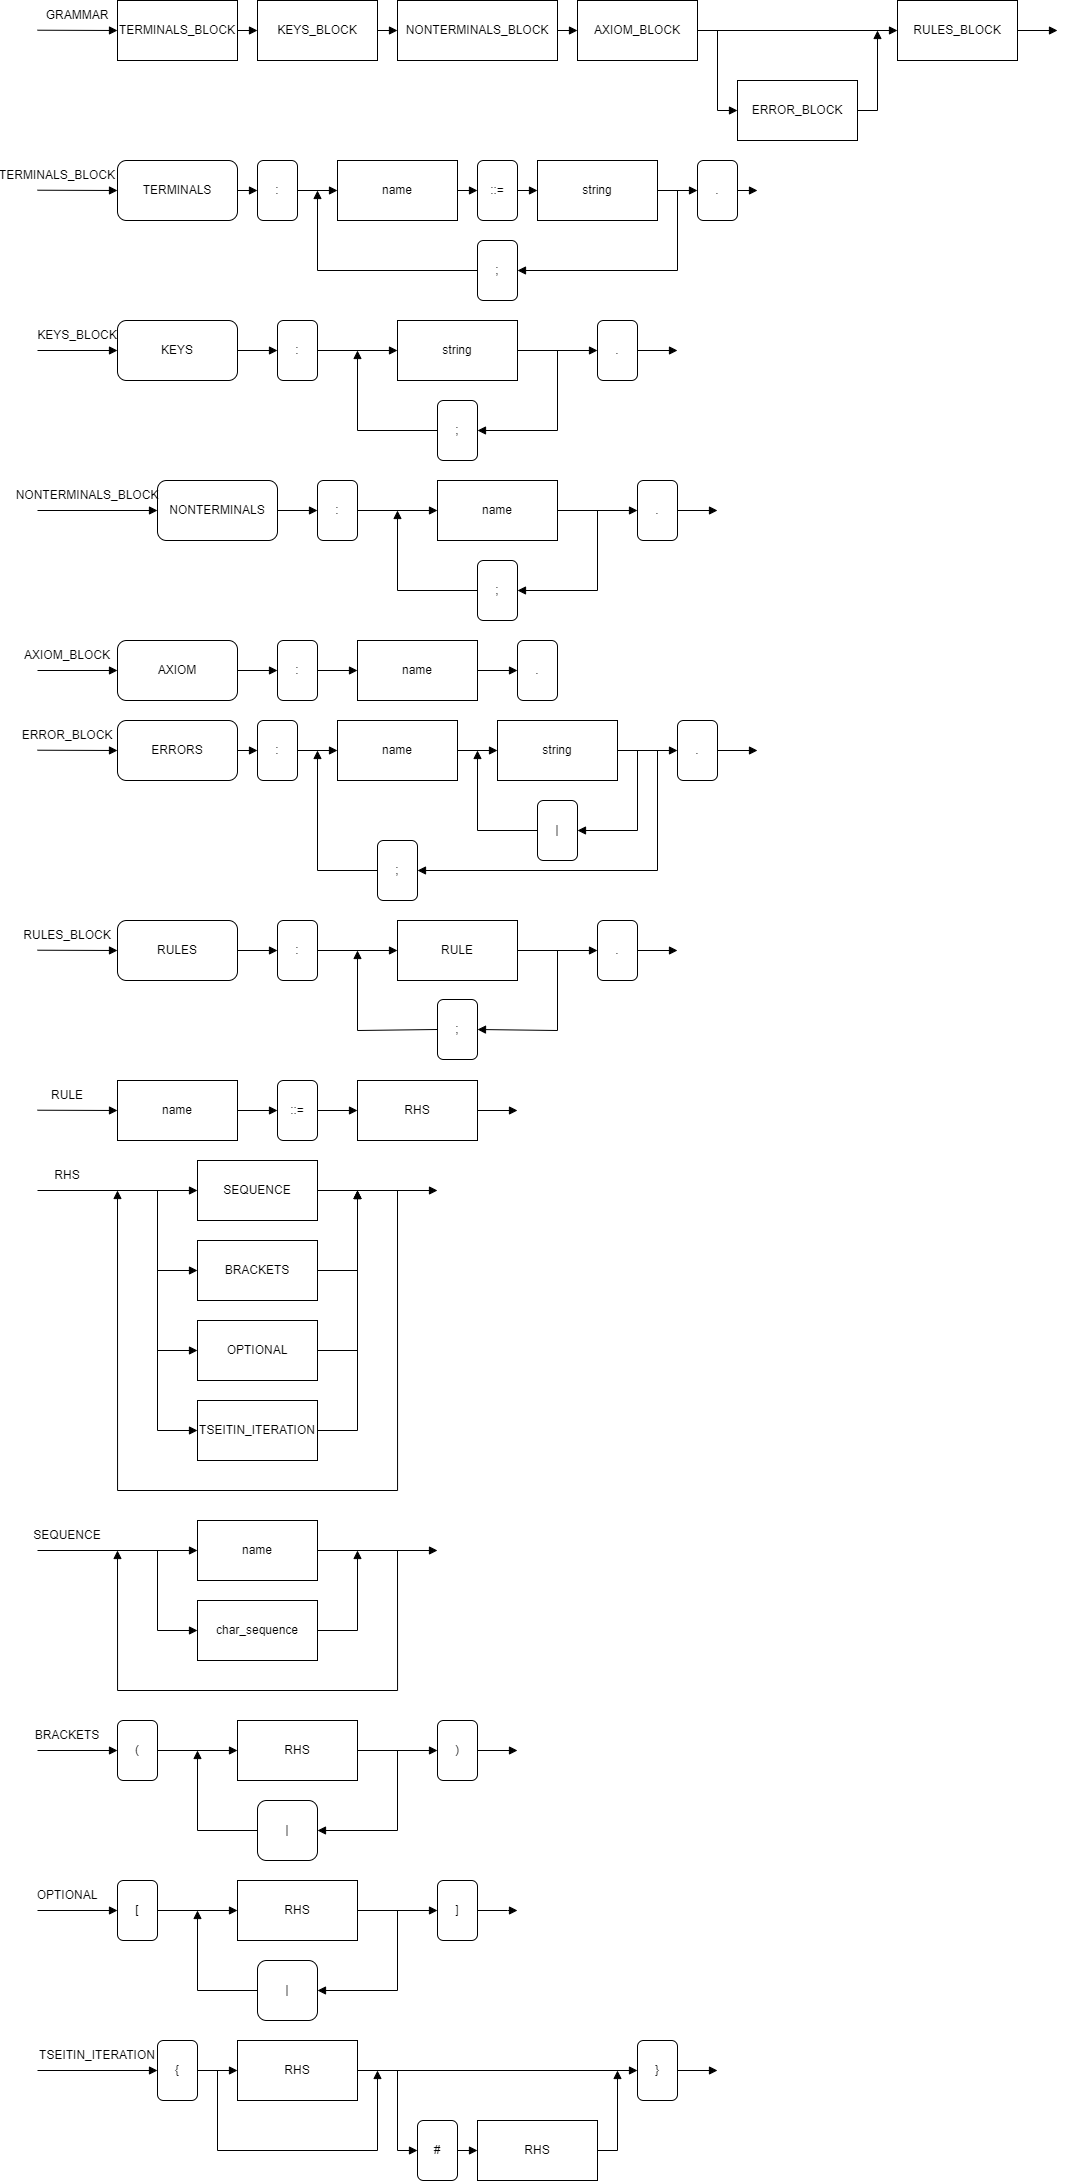 GRAMMAR
TERMINALS_BLOCK KEYS_BLOCK NONTERMINALS_BLOCK AXIOM_BLOCK RULES_BLOCK
ERROR_BLOCK
TERMINALS_BLOCK
TERMINALS : name ::= string .
;
KEYS_BLOCK
KEYS : string .
;
NONTERMINALS_BLOCK
NONTERMINALS : name .
;
AXIOM_BLOCK
AXIOM : name .
ERROR_BLOCK
ERRORS : name string .
|
;
RULES_BLOCK
RULES : RULE .
;
RULE
name ::= RHS
RHS
SEQUENCE
BRACKETS
OPTIONAL
TSEITIN_ITERATION
SEQUENCE
name
char_sequence
BRACKETS
( RHS )
|
OPTIONAL
[ RHS ]
|
TSEITIN_ITERATION
{ RHS }
# RHS